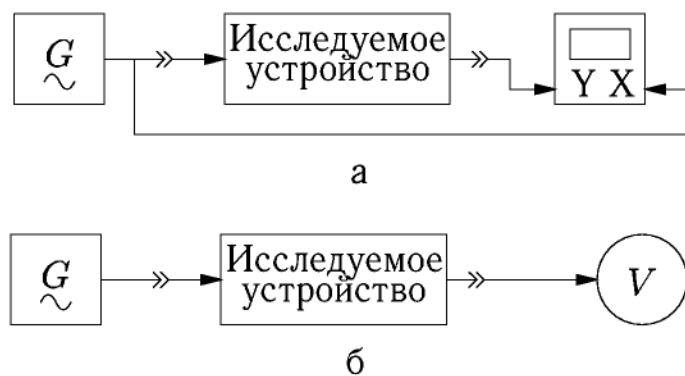 G
~
Исследуемое
устройство
Y X
а
G
~
Исследуемое
устройство
V
б